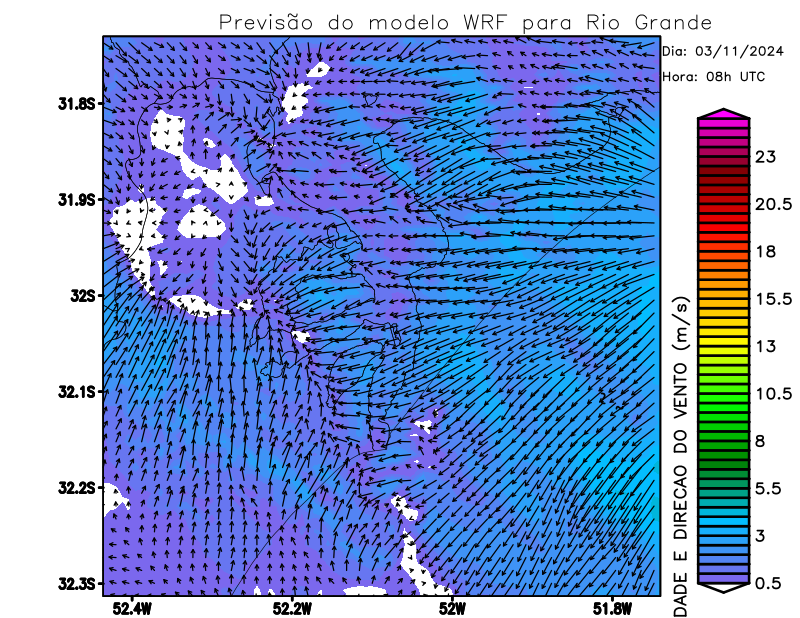 Previsão do modelo WRF para Rio Grande
Dia: 03/11/2024
Hora: 08h UTC
31.8S
31.9S
32S
32.1S
32.2S
32.3S
52.4W
52.2W
52W
51.8W
23
20.5
18
15.5
13
10.5
8
5.5
3
0.5
DADE E DIRECAO DO VENTO (m/s)